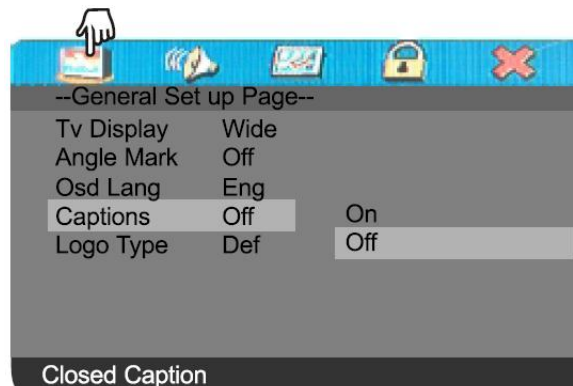 --General Set up Page--
Tv Display Wide
Angle Mark Off
Osd Lang Eng
Captions Off On
Logo Type Def Off
Closed Caption